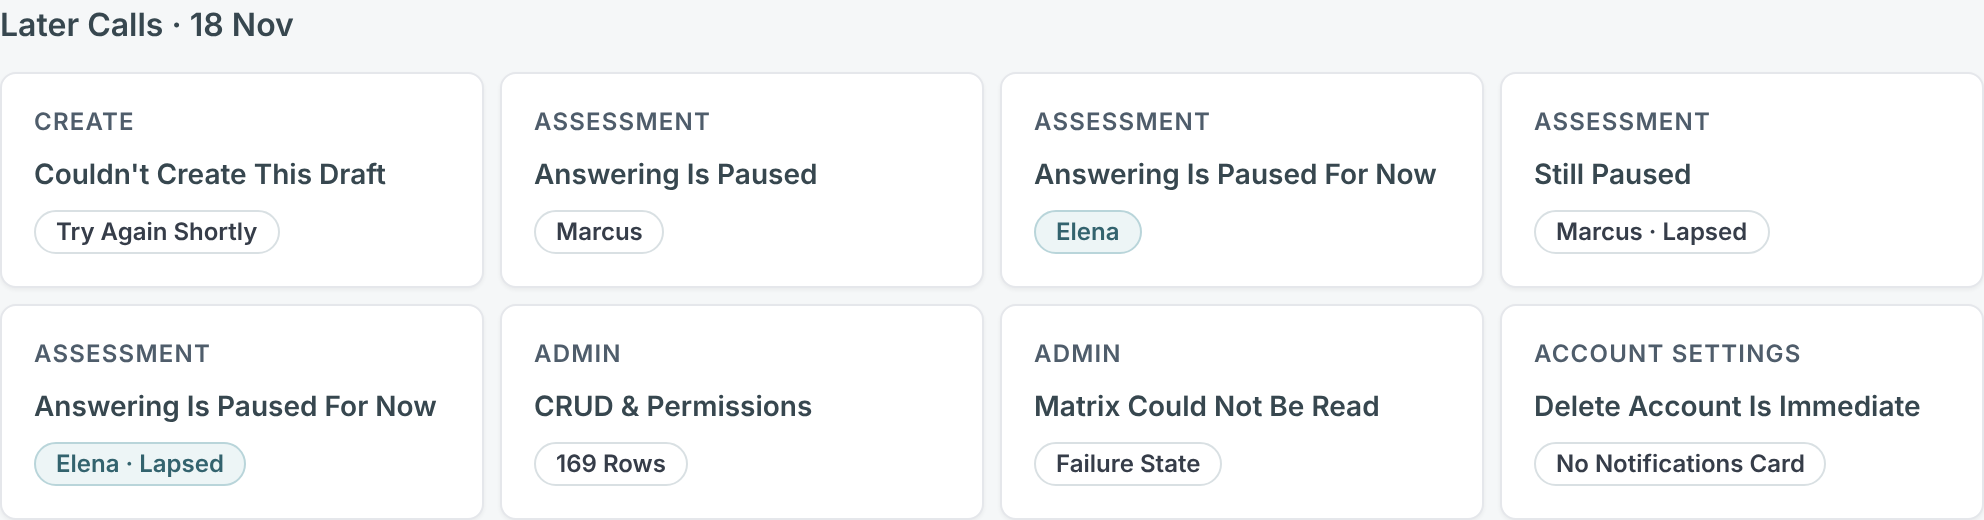 Later Calls · 18 Nov
CREATE
Couldn't Create This Draft
Try Again Shortly
ASSESSMENT
Answering Is Paused
Marcus
ASSESSMENT
Answering Is Paused For Now
Elena
ASSESSMENT
Still Paused
Marcus · Lapsed
ASSESSMENT
Answering Is Paused For Now
Elena · Lapsed
ADMIN
CRUD & Permissions
169 Rows
ADMIN
Matrix Could Not Be Read
Failure State
ACCOUNT SETTINGS
Delete Account Is Immediate
No Notifications Card